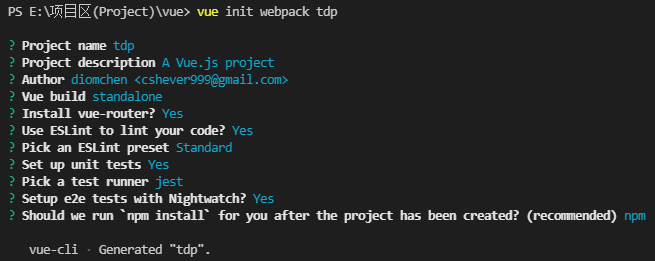 PS E:\项目区(Project)\vue> vue init webpack tdp
? Project name tdp
? Project description A Vue.js project
? Author diomchen <cshever999@gmail.com>
? Vue build standalone
? Install vue-router? Yes
? Use ESLint to lint your code? Yes
? Pick an ESLint preset Standard
? Set up unit tests Yes
? Pick a test runner jest
? Setup e2e tests with Nightwatch? Yes
? Should we run `npm install` for you after the project has been created? (recommended) npm
vue-cli · Generated "tdp".